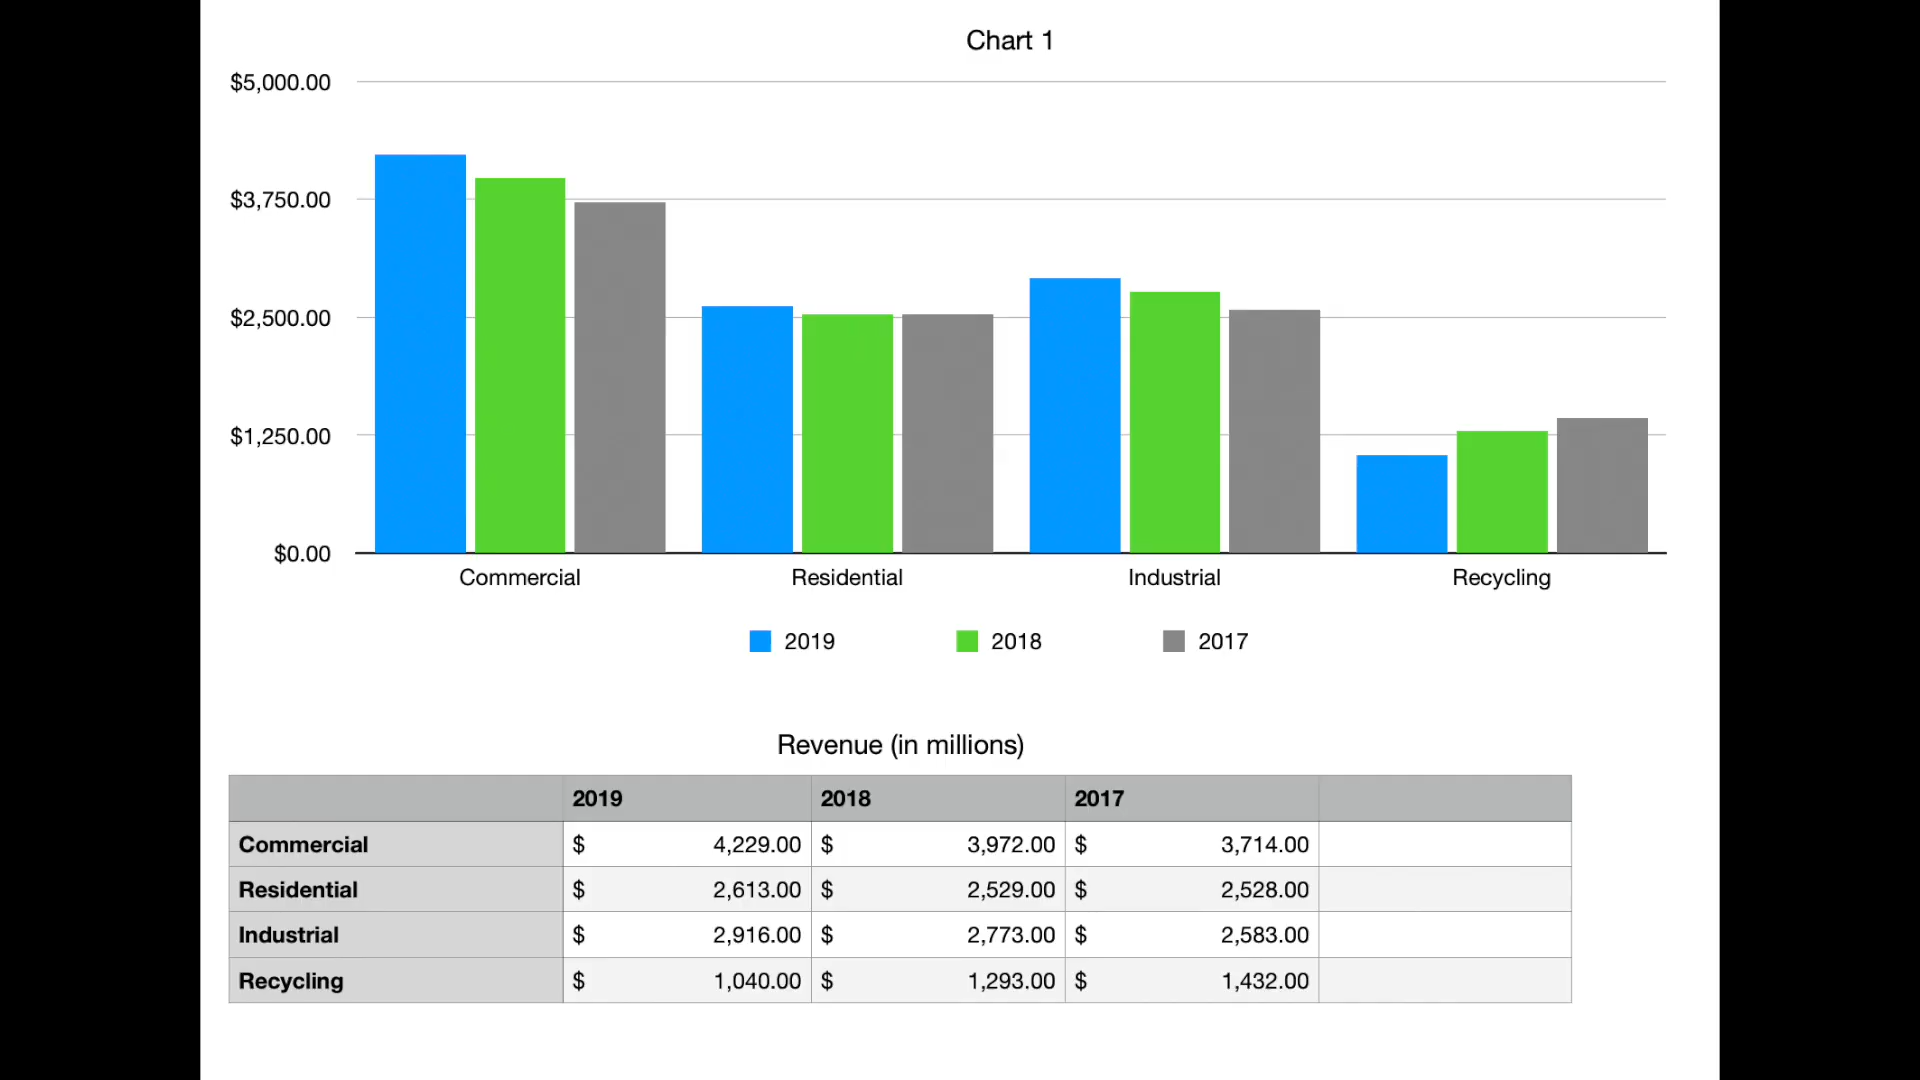 Chart 1
$5,000.00
$3,750.00
$2,500.00
$1,250.00
$0.00
Commercial Residential Industrial Recycling
2019 2018 2017
Revenue (in millions)
2019 2018 2017
Commercial $ 4,229.00 $ 3,972.00 $ 3,714.00
Residential $ 2,613.00 $ 2,529.00 $ 2,528.00
Industrial $ 2,916.00 $ 2,773.00 $ 2,583.00
Recycling $ 1,040.00 $ 1,293.00 $ 1,432.00